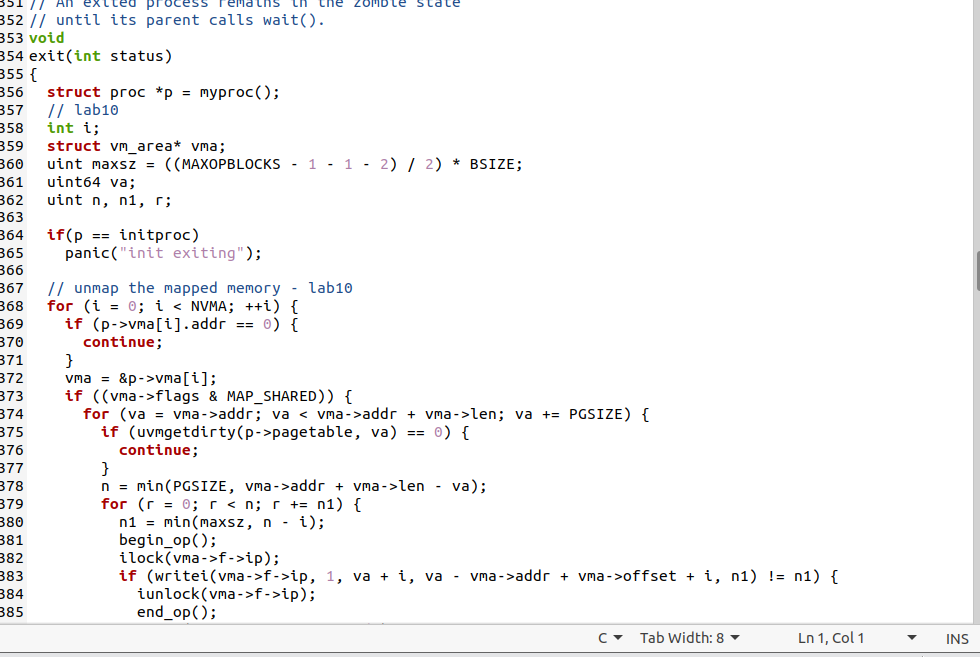 351 // An exited process remains in the zombie state
352 // until its parent calls wait().
353 void
354 exit(int status)
355 {
356   struct proc *p = myproc();
357   // lab10
358   int i;
359   struct vm_area* vma;
360   uint maxsz = ((MAXOPBLOCKS - 1 - 1 - 2) / 2) * BSIZE;
361   uint64 va;
362   uint n, n1, r;
363
364   if(p == initproc)
365     panic("init exiting");
366
367   // unmap the mapped memory - lab10
368   for (i = 0; i < NVMA; ++i) {
369     if (p->vma[i].addr == 0) {
370       continue;
371     }
372     vma = &p->vma[i];
373     if ((vma->flags & MAP_SHARED)) {
374       for (va = vma->addr; va < vma->addr + vma->len; va += PGSIZE) {
375         if (uvmgetdirty(p->pagetable, va) == 0) {
376           continue;
377         }
378         n = min(PGSIZE, vma->addr + vma->len - va);
379         for (r = 0; r < n; r += n1) {
380           n1 = min(maxsz, n - i);
381           begin_op();
382           ilock(vma->f->ip);
383           if (writei(vma->f->ip, 1, va + i, va - vma->addr + vma->offset + i, n1) != n1) {
384             iunlock(vma->f->ip);
385             end_op();
C Tab Width: 8 Ln 1, Col 1 INS